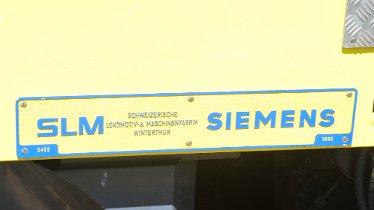 SLM
SCHWEIZERISCHE
LOKOMOTIV- & MASCHINENFABRIK
WINTERTHUR
SIEMENS
5455
1990